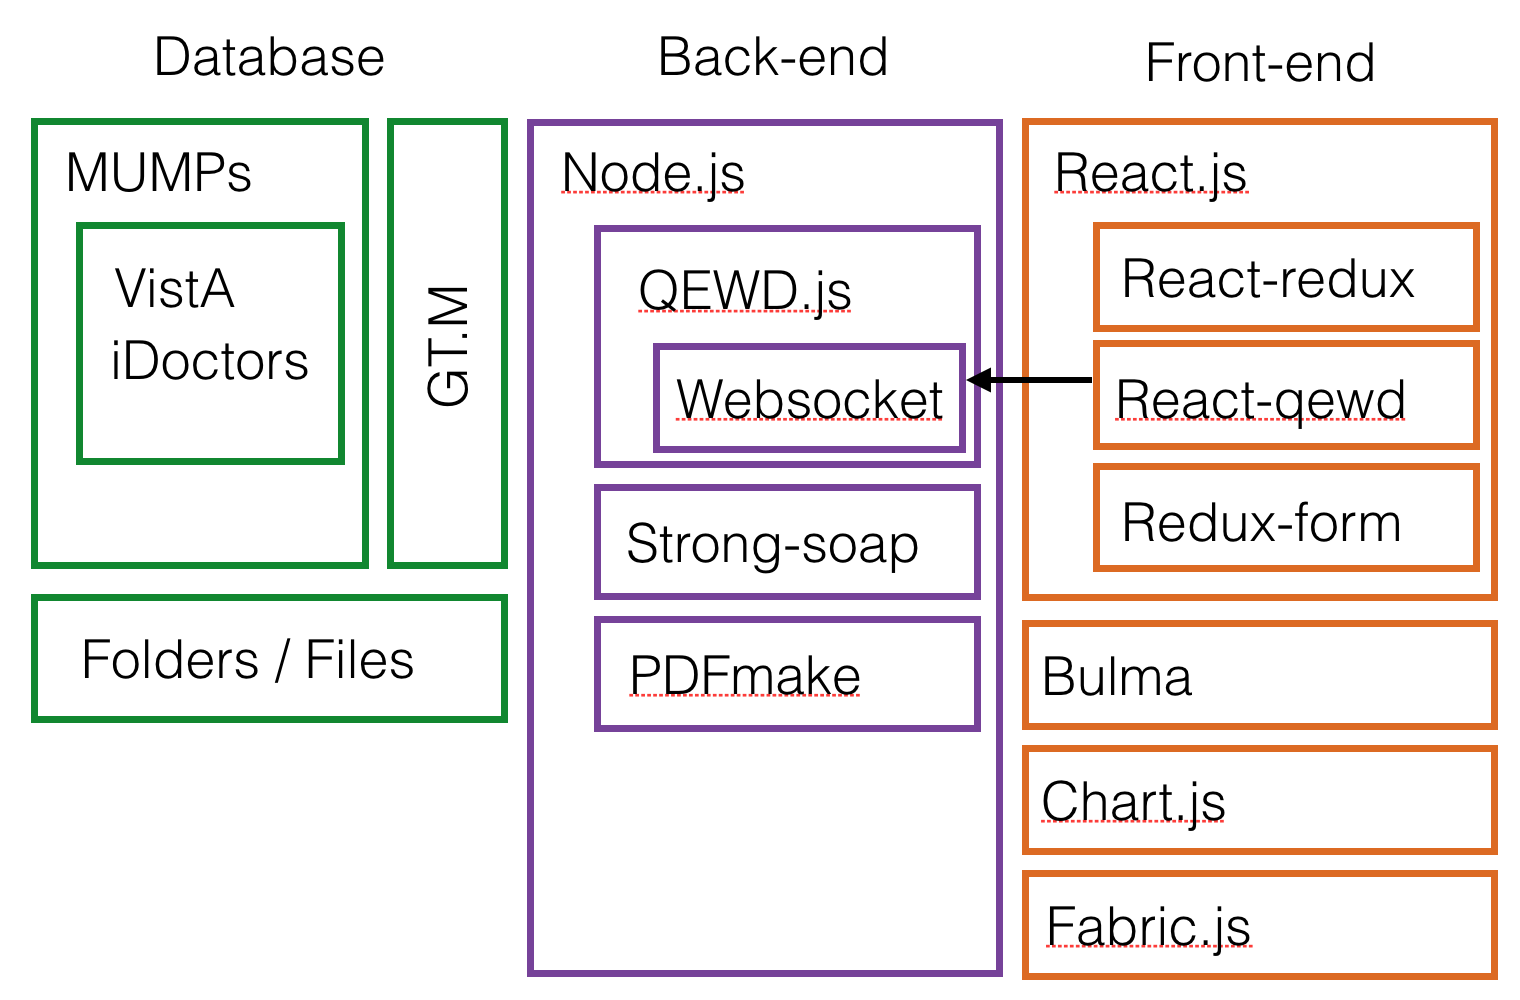 Database
MUMPs
VistA
iDoctors
GT.M
Folders / Files
Back-end
Node.js
QEWD.js
Websocket
Strong-soap
PDFmake
Front-end
React.js
React-redux
React-qewd
Redux-form
Bulma
Chart.js
Fabric.js